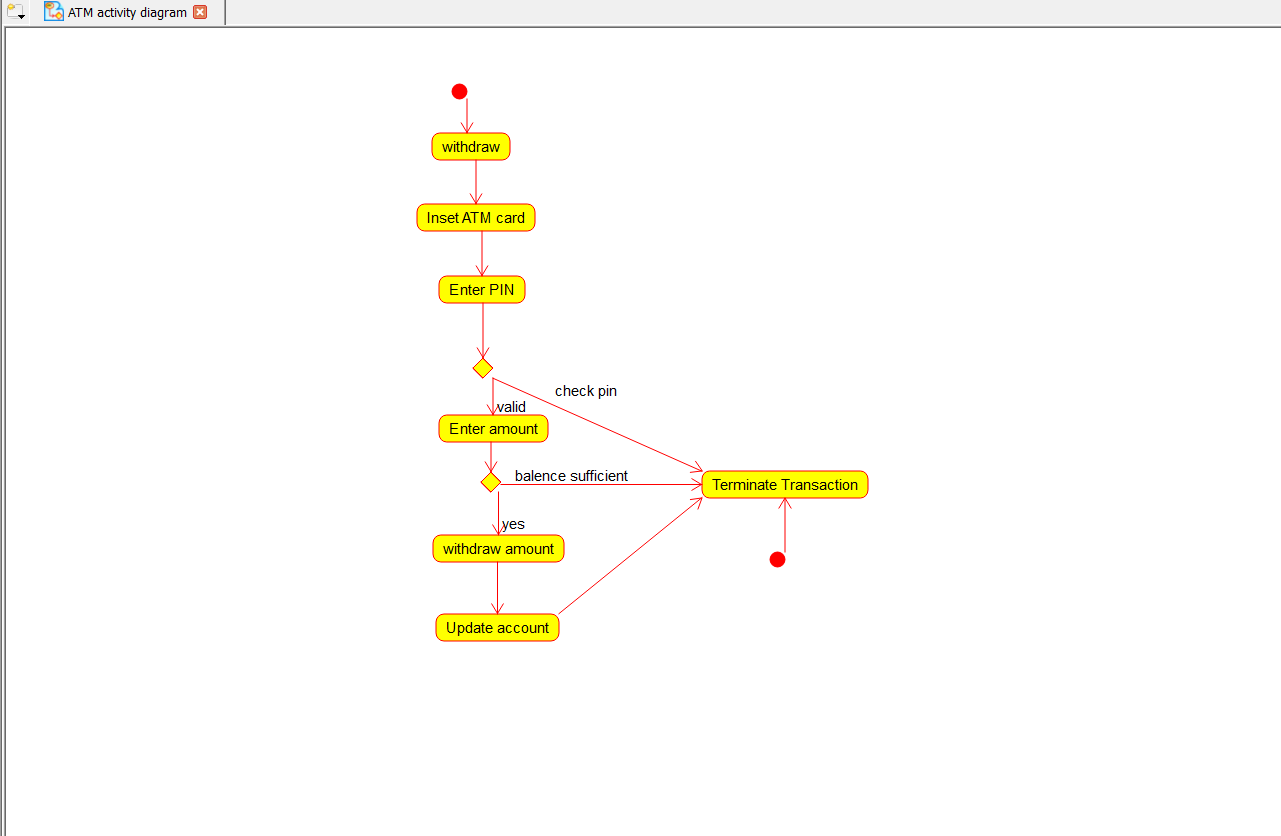 ATM activity diagram
withdraw
Inset ATM card
Enter PIN
check pin
valid
Enter amount
balence sufficient
Terminate Transaction
yes
withdraw amount
Update account